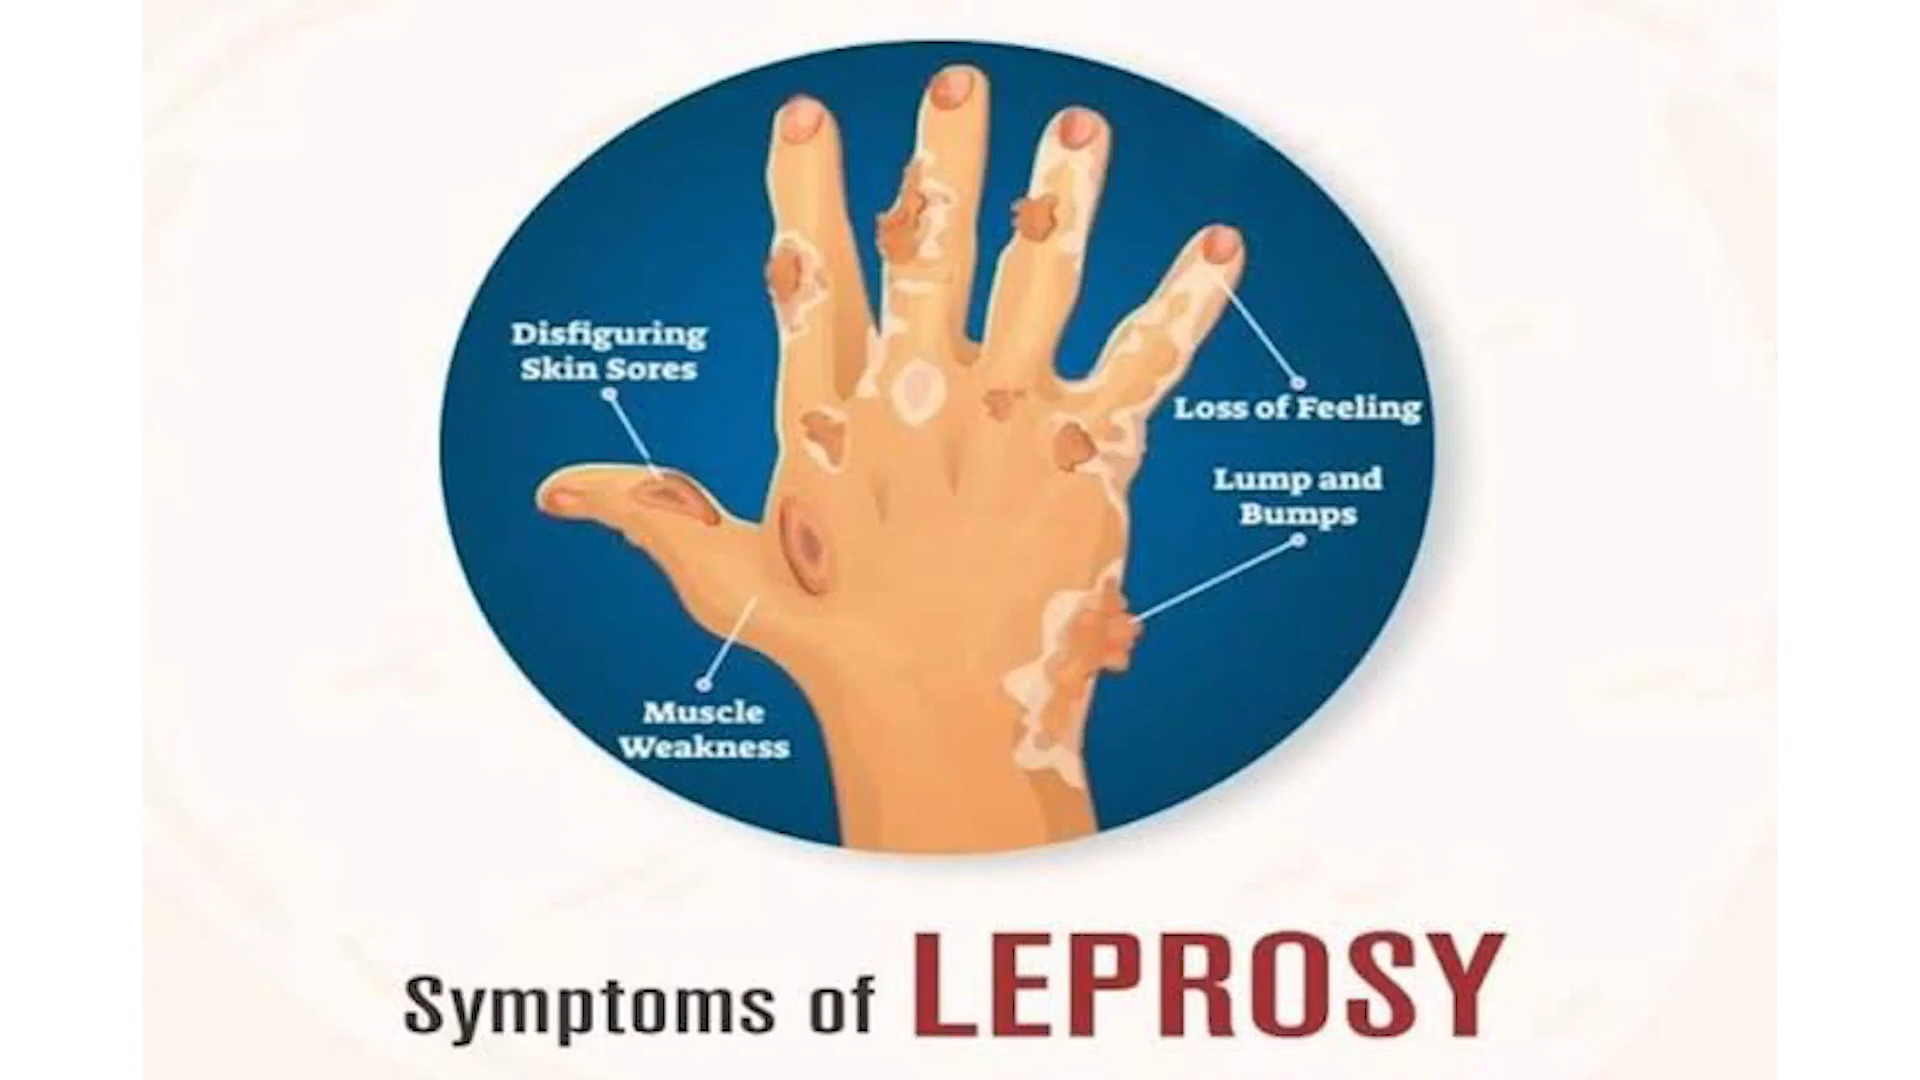 Disfiguring
Skin Sores
Loss of Feeling
Lump and
Bumps
Muscle
Weakness
Symptoms of LEPROSY